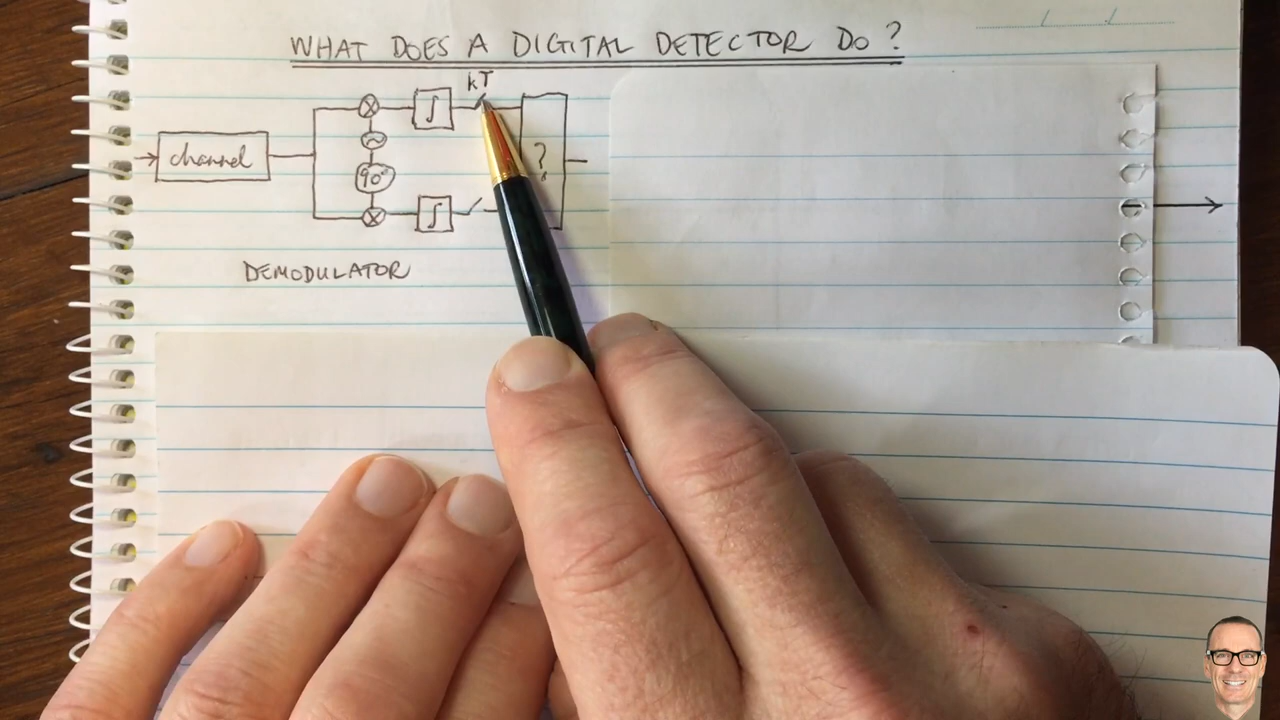 WHAT DOES A DIGITAL DETECTOR DO?
kT
channel
∫
90°
?
∫
DEMODULATOR